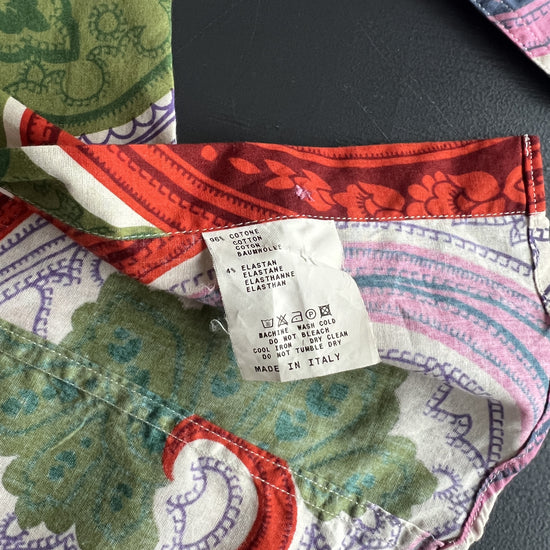 96% COTONE
COTTON
COTON
BAUMWOLVE
4% ELASTAN
ELASTANE
ELASTHANNE
ELASTHAN
MACHINE WASH COLD
DO NOT BLEACH
COOL IRON / DRY CLEAN
DO NOT TUMBLE DRY
MADE IN ITALY